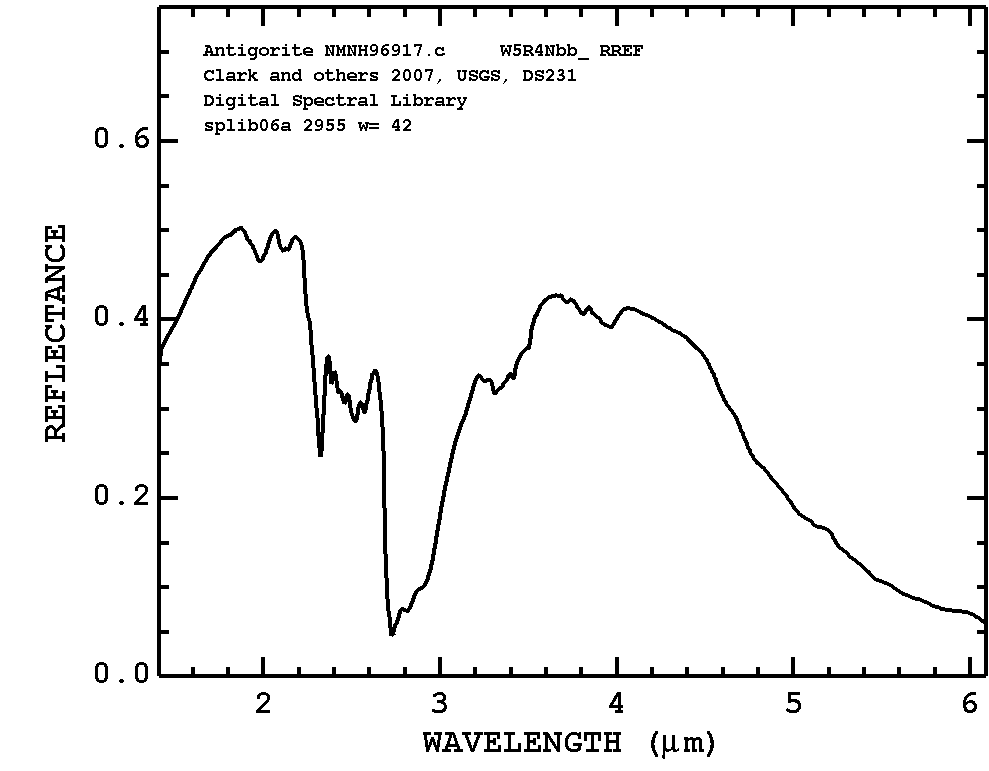 Antigorite NMNH96917.c W5R4Nbb_ RREF
Clark and others 2007, USGS, DS231
Digital Spectral Library
splib06a 2955 w= 42
0.6
0.4
0.2
0.0
REFLECTANCE
2 3 4 5 6
WAVELENGTH (μm)